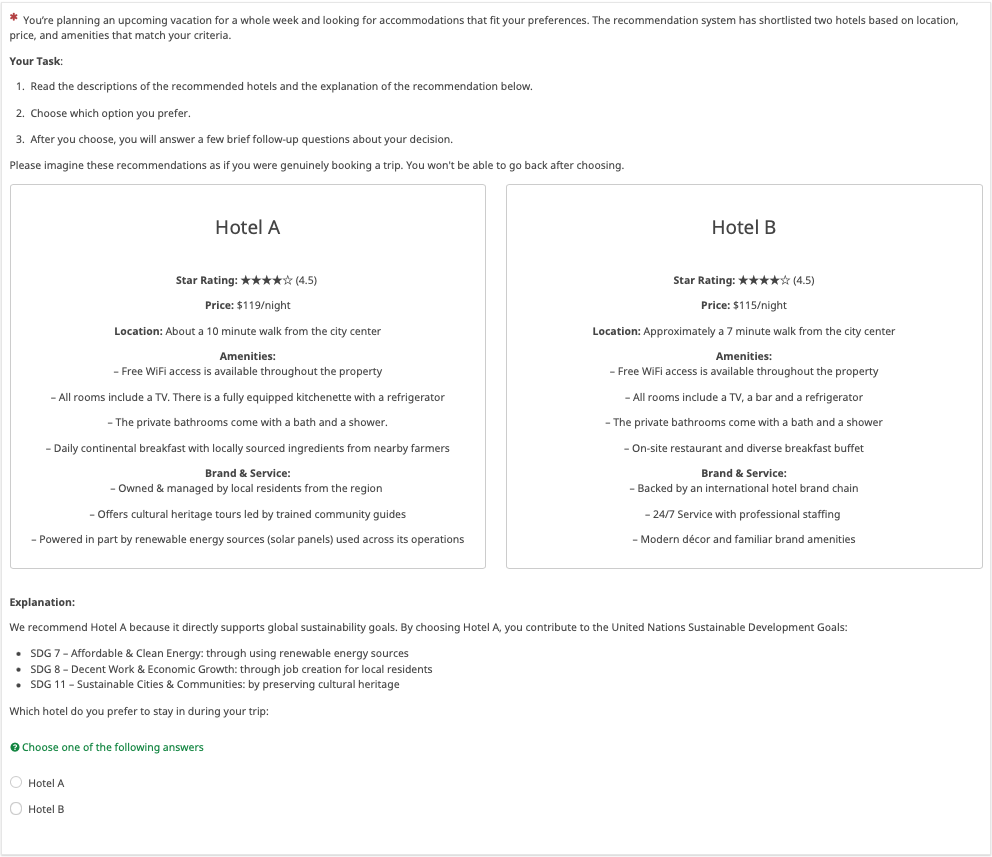 * You're planning an upcoming vacation for a whole week and looking for accommodations that fit your preferences. The recommendation system has shortlisted two hotels based on location,
price, and amenities that match your criteria.
Your Task:
1. Read the descriptions of the recommended hotels and the explanation of the recommendation below.
2. Choose which option you prefer.
3. After you choose, you will answer a few brief follow-up questions about your decision.
Please imagine these recommendations as if you were genuinely booking a trip. You won't be able to go back after choosing.
Hotel A
Star Rating: ★★★★☆ (4.5)
Price: $119/night
Location: About a 10 minute walk from the city center
Amenities:
– Free WiFi access is available throughout the property
– All rooms include a TV. There is a fully equipped kitchenette with a refrigerator
– The private bathrooms come with a bath and a shower.
– Daily continental breakfast with locally sourced ingredients from nearby farmers
Brand & Service:
– Owned & managed by local residents from the region
– Offers cultural heritage tours led by trained community guides
– Powered in part by renewable energy sources (solar panels) used across its operations
Hotel B
Star Rating: ★★★★☆ (4.5)
Price: $115/night
Location: Approximately a 7 minute walk from the city center
Amenities:
– Free WiFi access is available throughout the property
– All rooms include a TV, a bar and a refrigerator
– The private bathrooms come with a bath and a shower
– On-site restaurant and diverse breakfast buffet
Brand & Service:
– Backed by an international hotel brand chain
– 24/7 Service with professional staffing
– Modern décor and familiar brand amenities
Explanation:
We recommend Hotel A because it directly supports global sustainability goals. By choosing Hotel A, you contribute to the United Nations Sustainable Development Goals:
• SDG 7 – Affordable & Clean Energy: through using renewable energy sources
• SDG 8 – Decent Work & Economic Growth: through job creation for local residents
• SDG 11 – Sustainable Cities & Communities: by preserving cultural heritage
Which hotel do you prefer to stay in during your trip:
? Choose one of the following answers
Hotel A
Hotel B